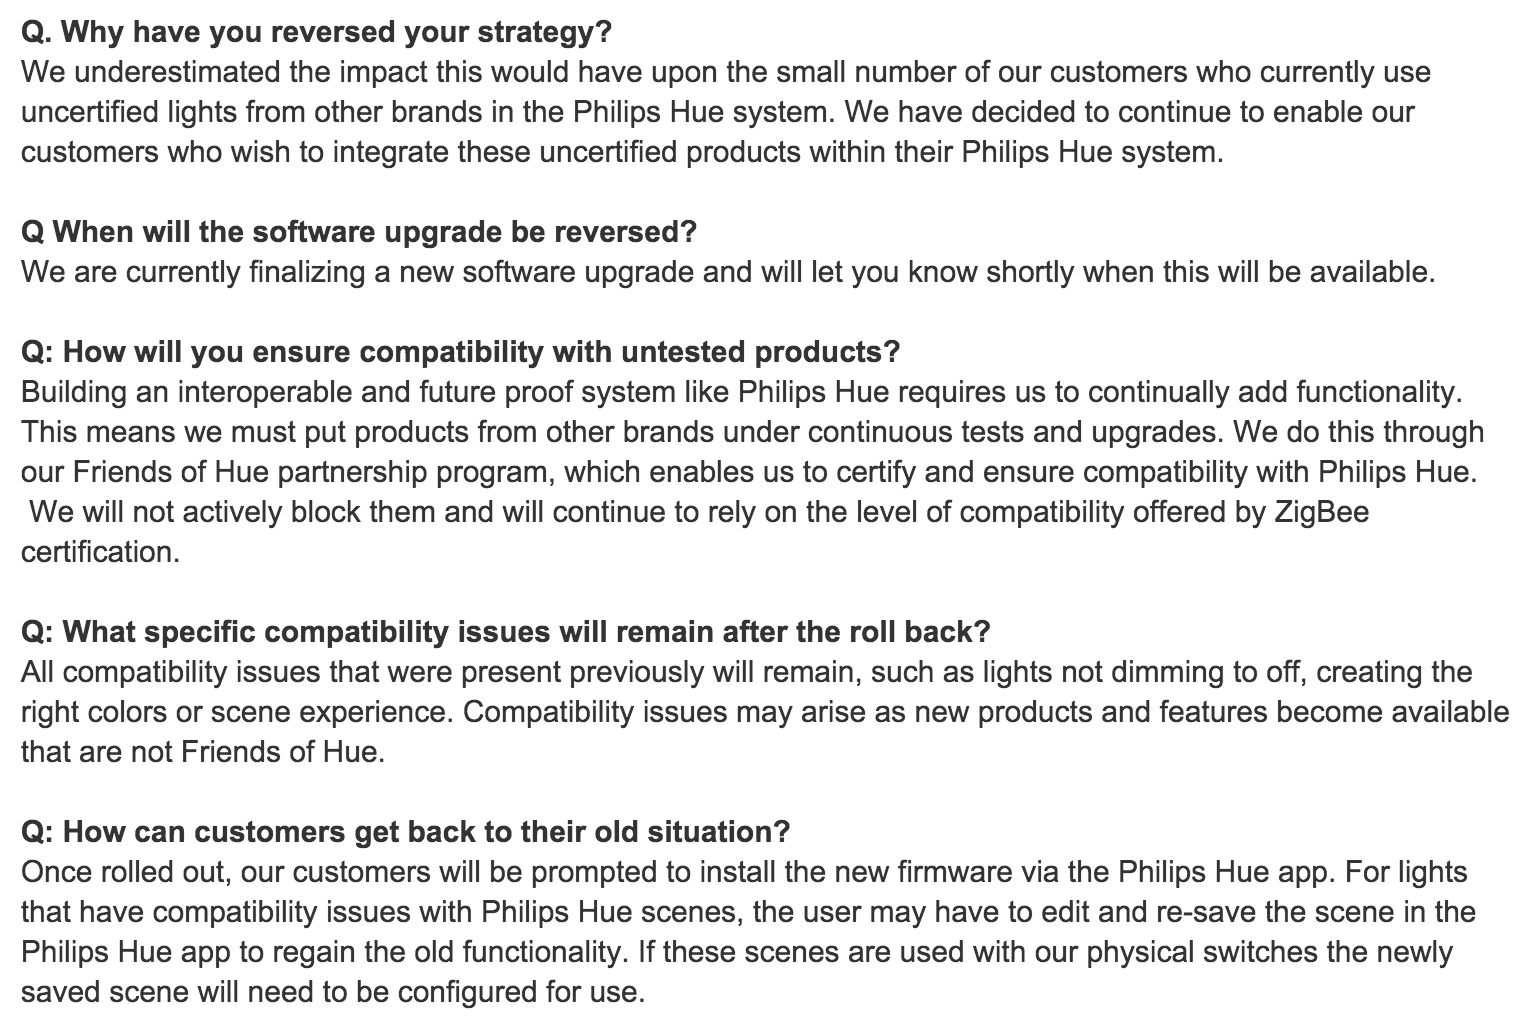 Q. Why have you reversed your strategy?
We underestimated the impact this would have upon the small number of our customers who currently use
uncertified lights from other brands in the Philips Hue system. We have decided to continue to enable our
customers who wish to integrate these uncertified products within their Philips Hue system.
Q When will the software upgrade be reversed?
We are currently finalizing a new software upgrade and will let you know shortly when this will be available.
Q: How will you ensure compatibility with untested products?
Building an interoperable and future proof system like Philips Hue requires us to continually add functionality.
This means we must put products from other brands under continuous tests and upgrades. We do this through
our Friends of Hue partnership program, which enables us to certify and ensure compatibility with Philips Hue.
We will not actively block them and will continue to rely on the level of compatibility offered by ZigBee
certification.
Q: What specific compatibility issues will remain after the roll back?
All compatibility issues that were present previously will remain, such as lights not dimming to off, creating the
right colors or scene experience. Compatibility issues may arise as new products and features become available
that are not Friends of Hue.
Q: How can customers get back to their old situation?
Once rolled out, our customers will be prompted to install the new firmware via the Philips Hue app. For lights
that have compatibility issues with Philips Hue scenes, the user may have to edit and re-save the scene in the
Philips Hue app to regain the old functionality. If these scenes are used with our physical switches the newly
saved scene will need to be configured for use.